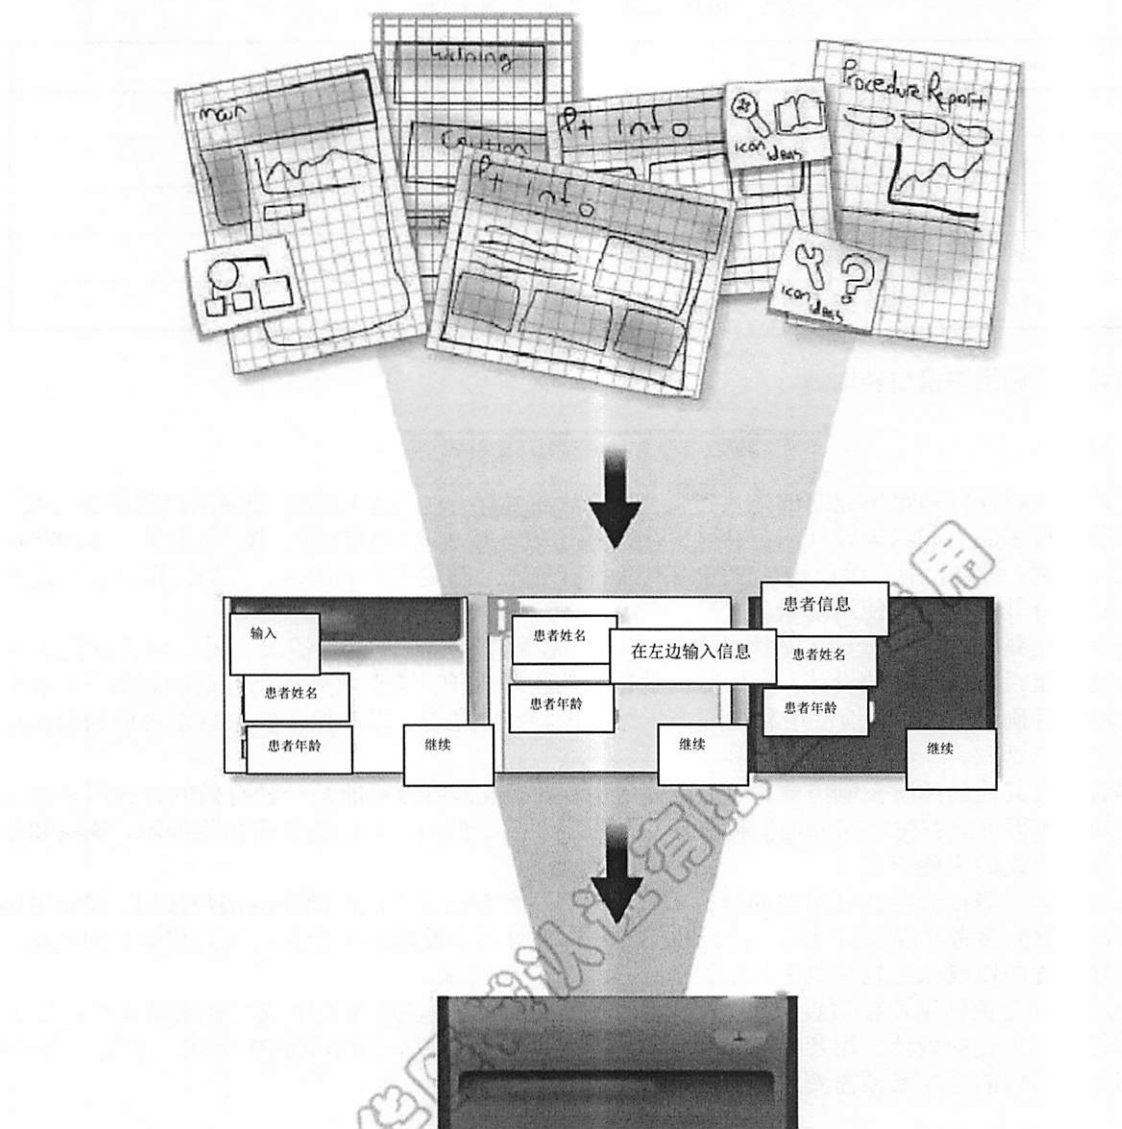 Warning
main
Caution
Pt Info
Pt Info
icon ideas
Procedure Report
icon ideas
输入
患者姓名
患者年龄
继续
患者姓名
在左边输入信息
患者年龄
继续
患者信息
患者姓名
患者年龄
继续